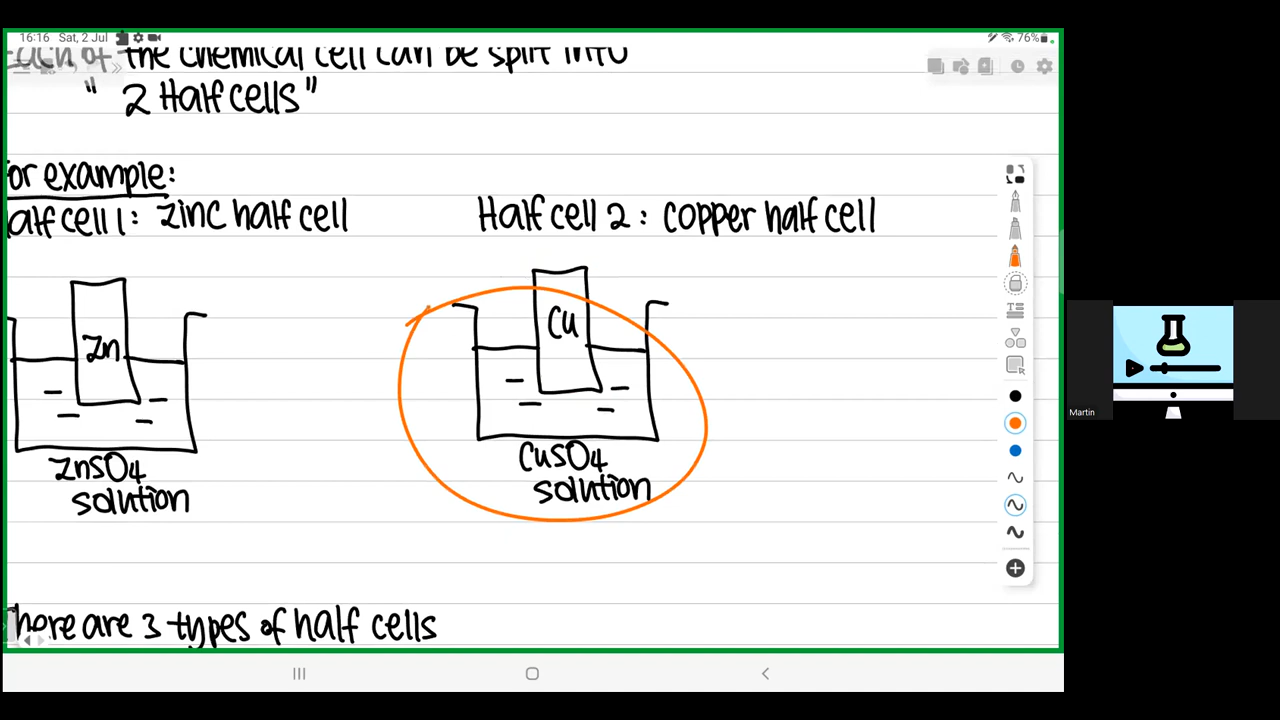 16:16 Sat, 2 Jul 76%
of the chemical cell can be split into
" 2 Half cells"
or example:
alf cell 1: zinc half cell
Half cell 2: copper half cell
Zn
Cu
ZnSO4
solution
CuSO4
solution
here are 3 types of half cells
Martin